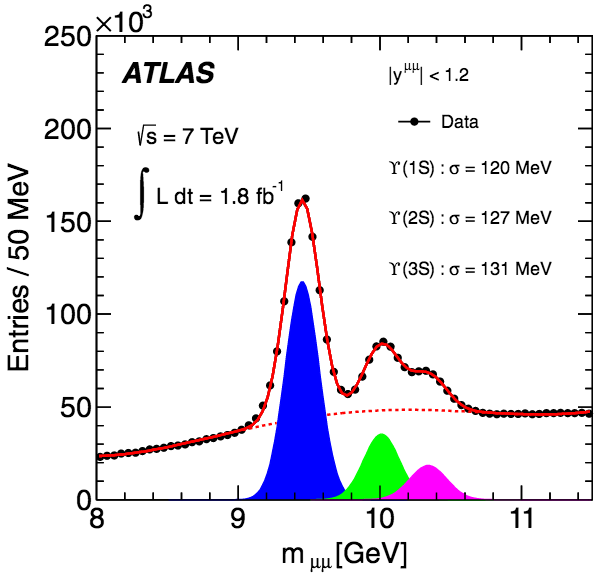 ×10³
250
200
150
100
50
0
Entries / 50 MeV
ATLAS
√s = 7 TeV
∫ L dt = 1.8 fb⁻¹
|y^μμ| < 1.2
Data
ϒ(1S) : σ = 120 MeV
ϒ(2S) : σ = 127 MeV
ϒ(3S) : σ = 131 MeV
8 9 10 11
m_μμ [GeV]